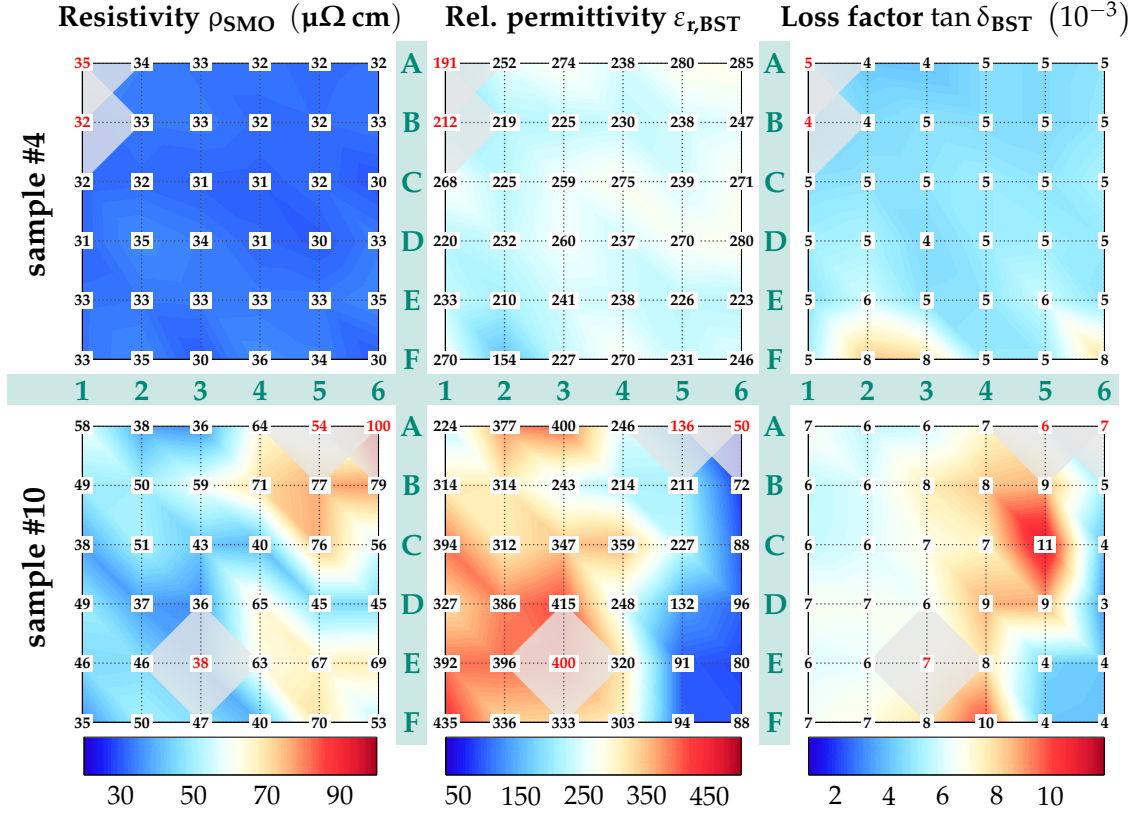 Resistivity ρSMO (μΩ cm) Rel. permittivity εr,BST Loss factor tan δBST (10−3)
35 34 33 32 32 32 A 191 252 274 238 280 285 A 5 4 4 5 5 5
32 33 33 32 32 33 B 212 219 225 230 238 247 B 4 4 5 5 5 5
32 32 31 31 32 30 C 268 225 259 275 239 271 C 5 5 5 5 5 5
sample #4
31 35 34 31 30 33 D 220 232 260 237 270 280 D 5 5 4 5 5 5
33 33 33 33 33 35 E 233 210 241 238 226 223 E 5 6 5 5 6 5
33 35 30 36 34 30 F 270 154 227 270 231 246 F 5 8 8 5 5 8
1 2 3 4 5 6 1 2 3 4 5 6 1 2 3 4 5 6
58 38 36 64 54 100 A 224 377 400 246 136 50 A 7 6 6 7 6 7
49 50 59 71 77 79 B 314 314 243 214 211 72 B 6 6 8 8 9 5
38 51 43 40 76 56 C 394 312 347 359 227 88 C 6 6 7 7 11 4
sample #10
49 37 36 65 45 45 D 327 386 415 248 132 96 D 7 7 6 9 9 3
46 46 38 63 67 69 E 392 396 400 320 91 80 E 6 6 7 8 4 4
35 50 47 40 70 53 F 435 336 333 303 94 88 F 7 7 8 10 4 4
30 50 70 90 50 150 250 350 450 2 4 6 8 10